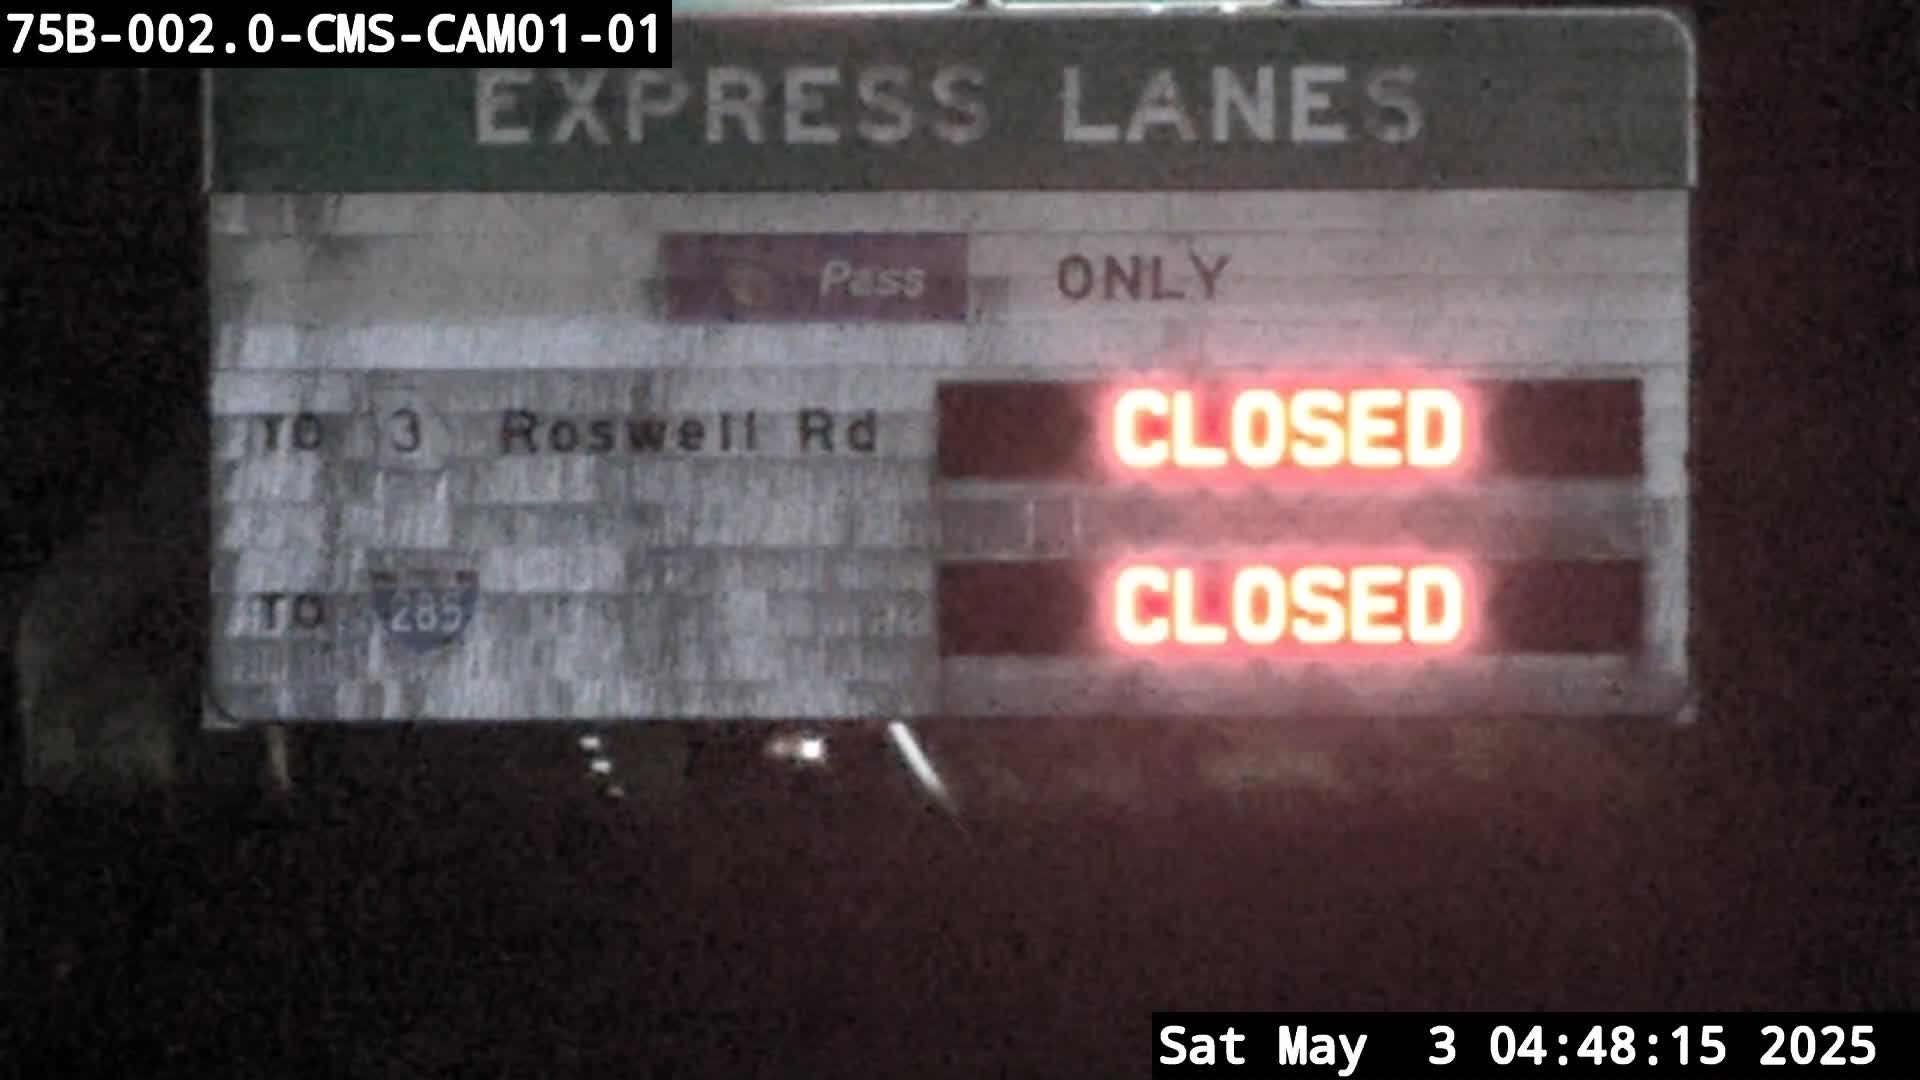 75B-002.0-CMS-CAM01-01
EXPRESS LANES
Pass ONLY
TO 3 Roswell Rd CLOSED
TO 285 CLOSED
Sat May 3 04:48:15 2025